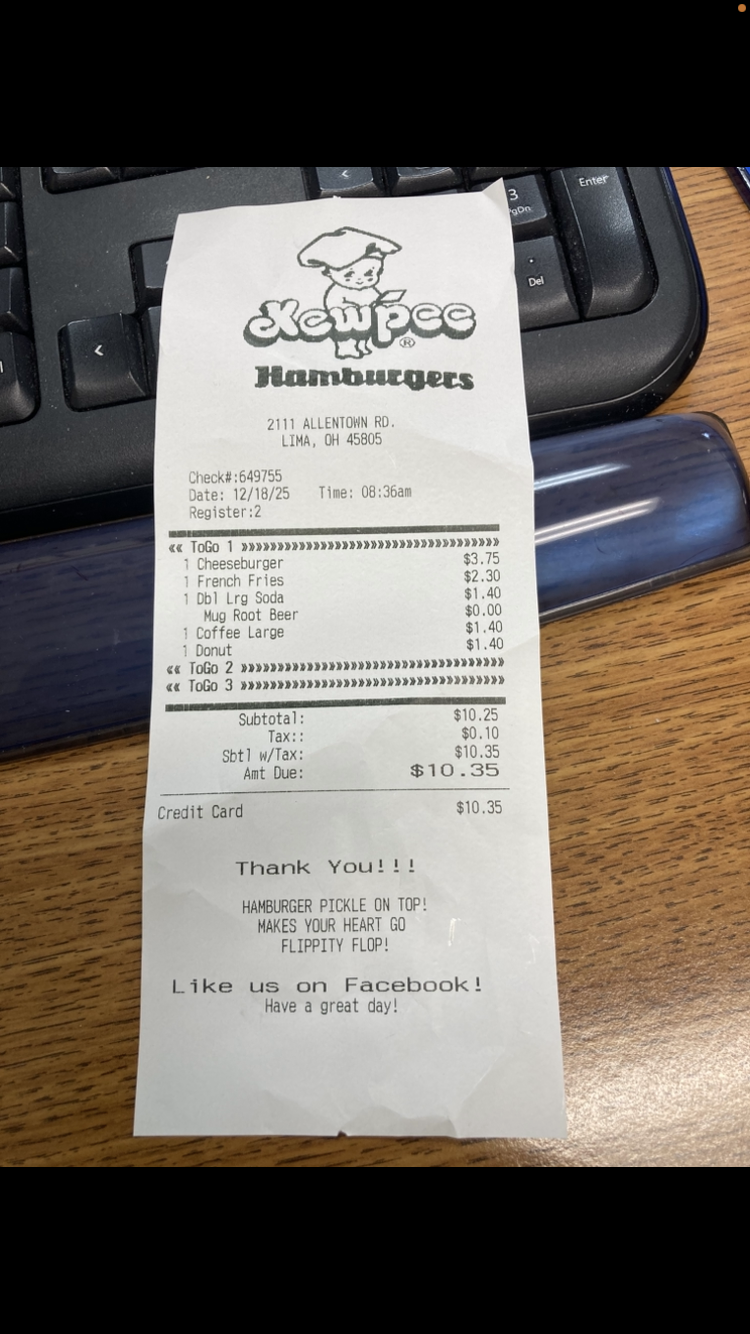 <
3
PgDn
Enter
.
Del
<
Kewpee
®
Hamburgers
2111 ALLENTOWN RD.
LIMA, OH 45805
Check#:649755
Date: 12/18/25 Time: 08:36am
Register:2
«« ToGo 1 »»»»»»»»»»»»»»»»»»»»»»»»»»»»»»»»»»
1 Cheeseburger $3.75
1 French Fries $2.30
1 Dbl Lrg Soda $1.40
Mug Root Beer $0.00
1 Coffee Large $1.40
1 Donut $1.40
«« ToGo 2 »»»»»»»»»»»»»»»»»»»»»»»»»»»»»»»»»»
«« ToGo 3 »»»»»»»»»»»»»»»»»»»»»»»»»»»»»»»»»»
Subtotal: $10.25
Tax:: $0.10
Sbtl w/Tax: $10.35
Amt Due: $10.35
Credit Card $10.35
Thank You!!!
HAMBURGER PICKLE ON TOP!
MAKES YOUR HEART GO
FLIPPITY FLOP!
Like us on Facebook!
Have a great day!